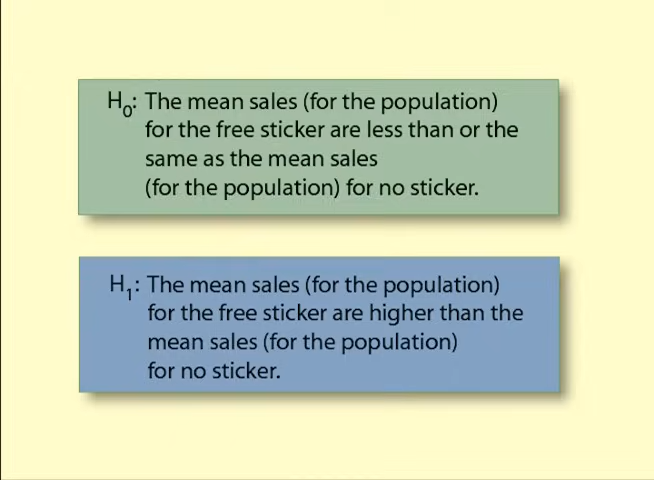 H₀: The mean sales (for the population)
for the free sticker are less than or the
same as the mean sales
(for the population) for no sticker.
H₁: The mean sales (for the population)
for the free sticker are higher than the
mean sales (for the population)
for no sticker.